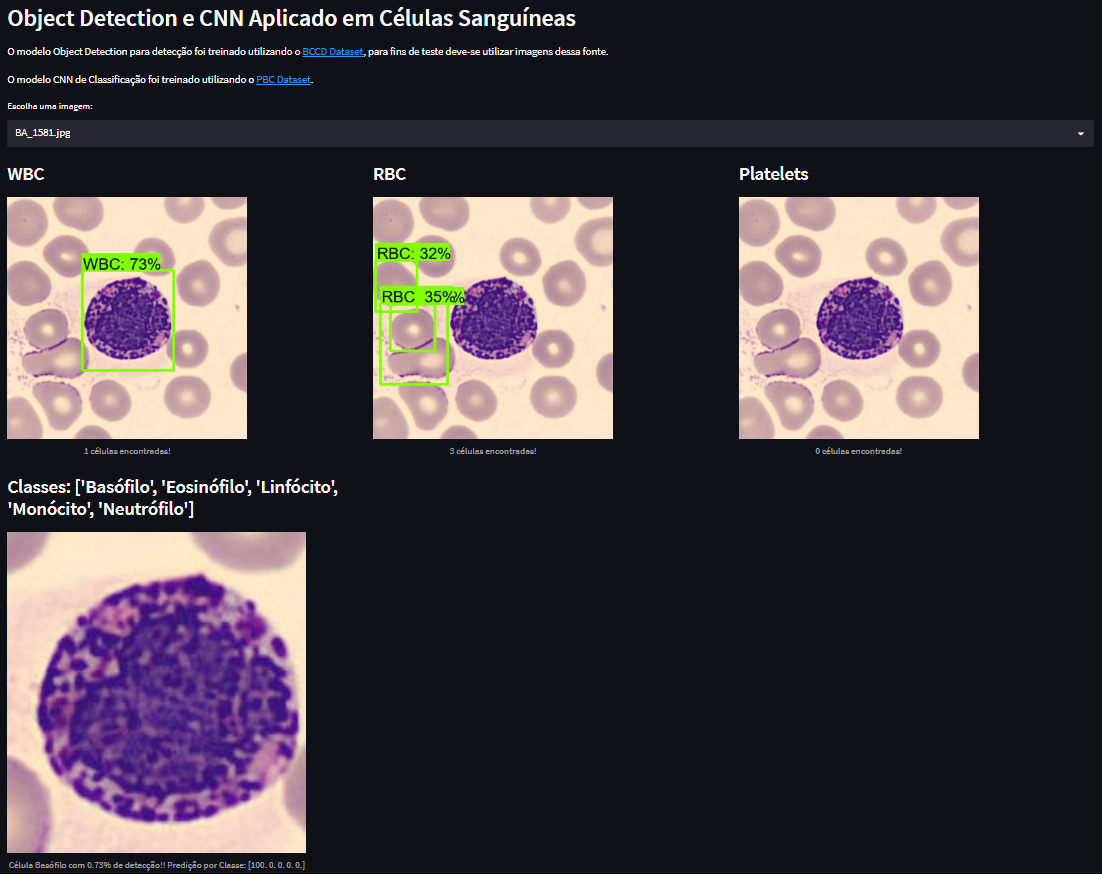 Object Detection e CNN Aplicado em Células Sanguíneas
O modelo Object Detection para detecção foi treinado utilizando o BCCD Dataset, para fins de teste deve-se utilizar imagens dessa fonte.
O modelo CNN de Classificação foi treinado utilizando o PBC Dataset.
Escolha uma imagem:
BA_1581.jpg
WBC
RBC
Platelets
WBC: 73%
RBC: 32%
RBC 35%
%
1 células encontradas!
3 células encontradas!
0 células encontradas!
Classes: ['Basófilo', 'Eosinófilo', 'Linfócito',
'Monócito', 'Neutrófilo']
Célula Basófilo com 0.73% de detecção!! Predição por Classe: [100. 0. 0. 0. 0.]